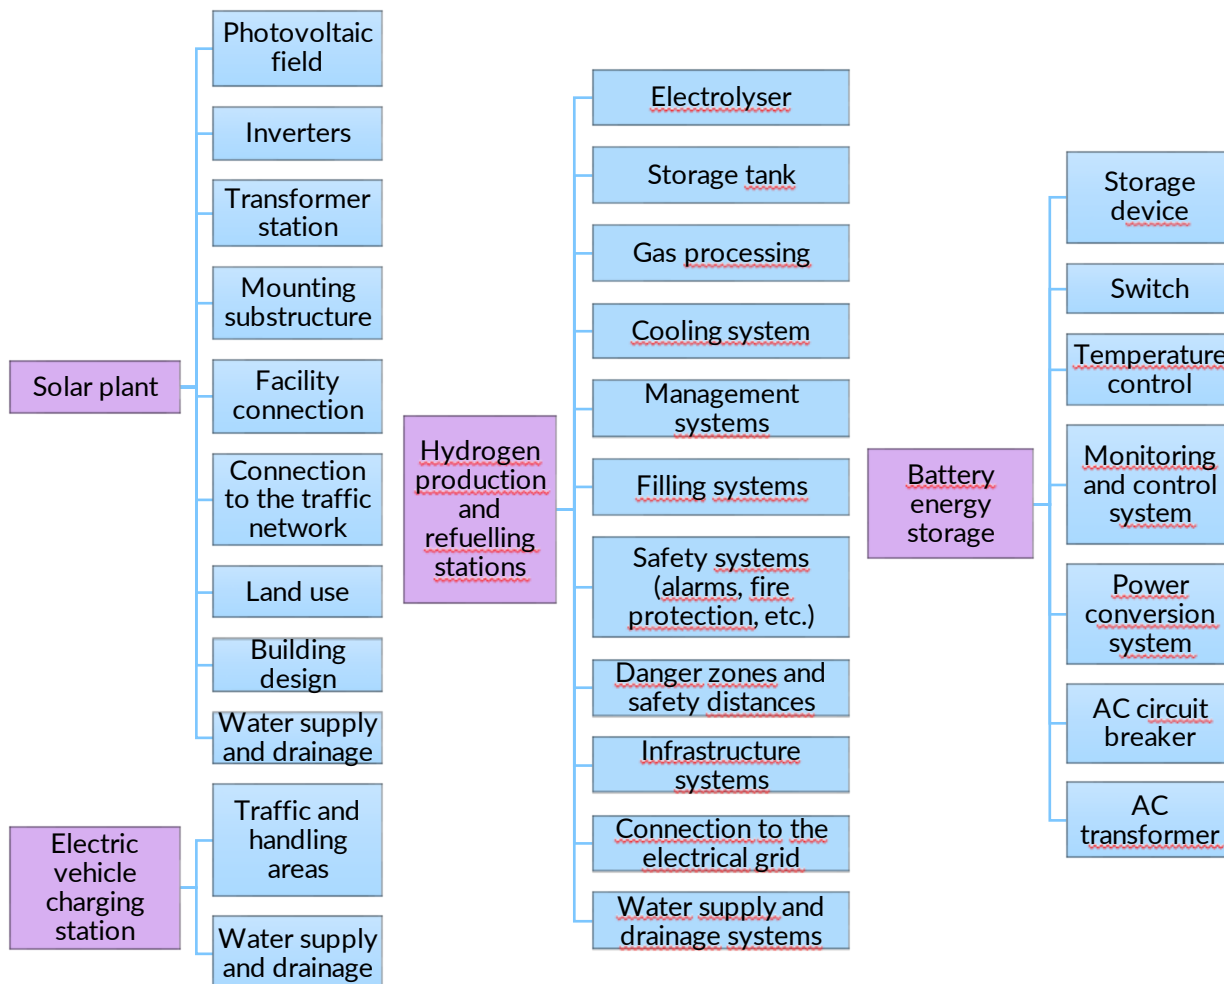 Solar plant
Photovoltaic
field
Inverters
Transformer
station
Mounting
substructure
Facility
connection
Connection
to the traffic
network
Land use
Building
design
Water supply
and drainage
Electric
vehicle
charging
station
Traffic and
handling
areas
Water supply
and drainage
Hydrogen
production
and
refuelling
stations
Electrolyser
Storage tank
Gas processing
Cooling system
Management
systems
Filling systems
Safety systems
(alarms, fire
protection, etc.)
Danger zones and
safety distances
Infrastructure
systems
Connection to the
electrical grid
Water supply and
drainage systems
Battery
energy
storage
Storage
device
Switch
Temperature
control
Monitoring
and control
system
Power
conversion
system
AC circuit
breaker
AC
transformer